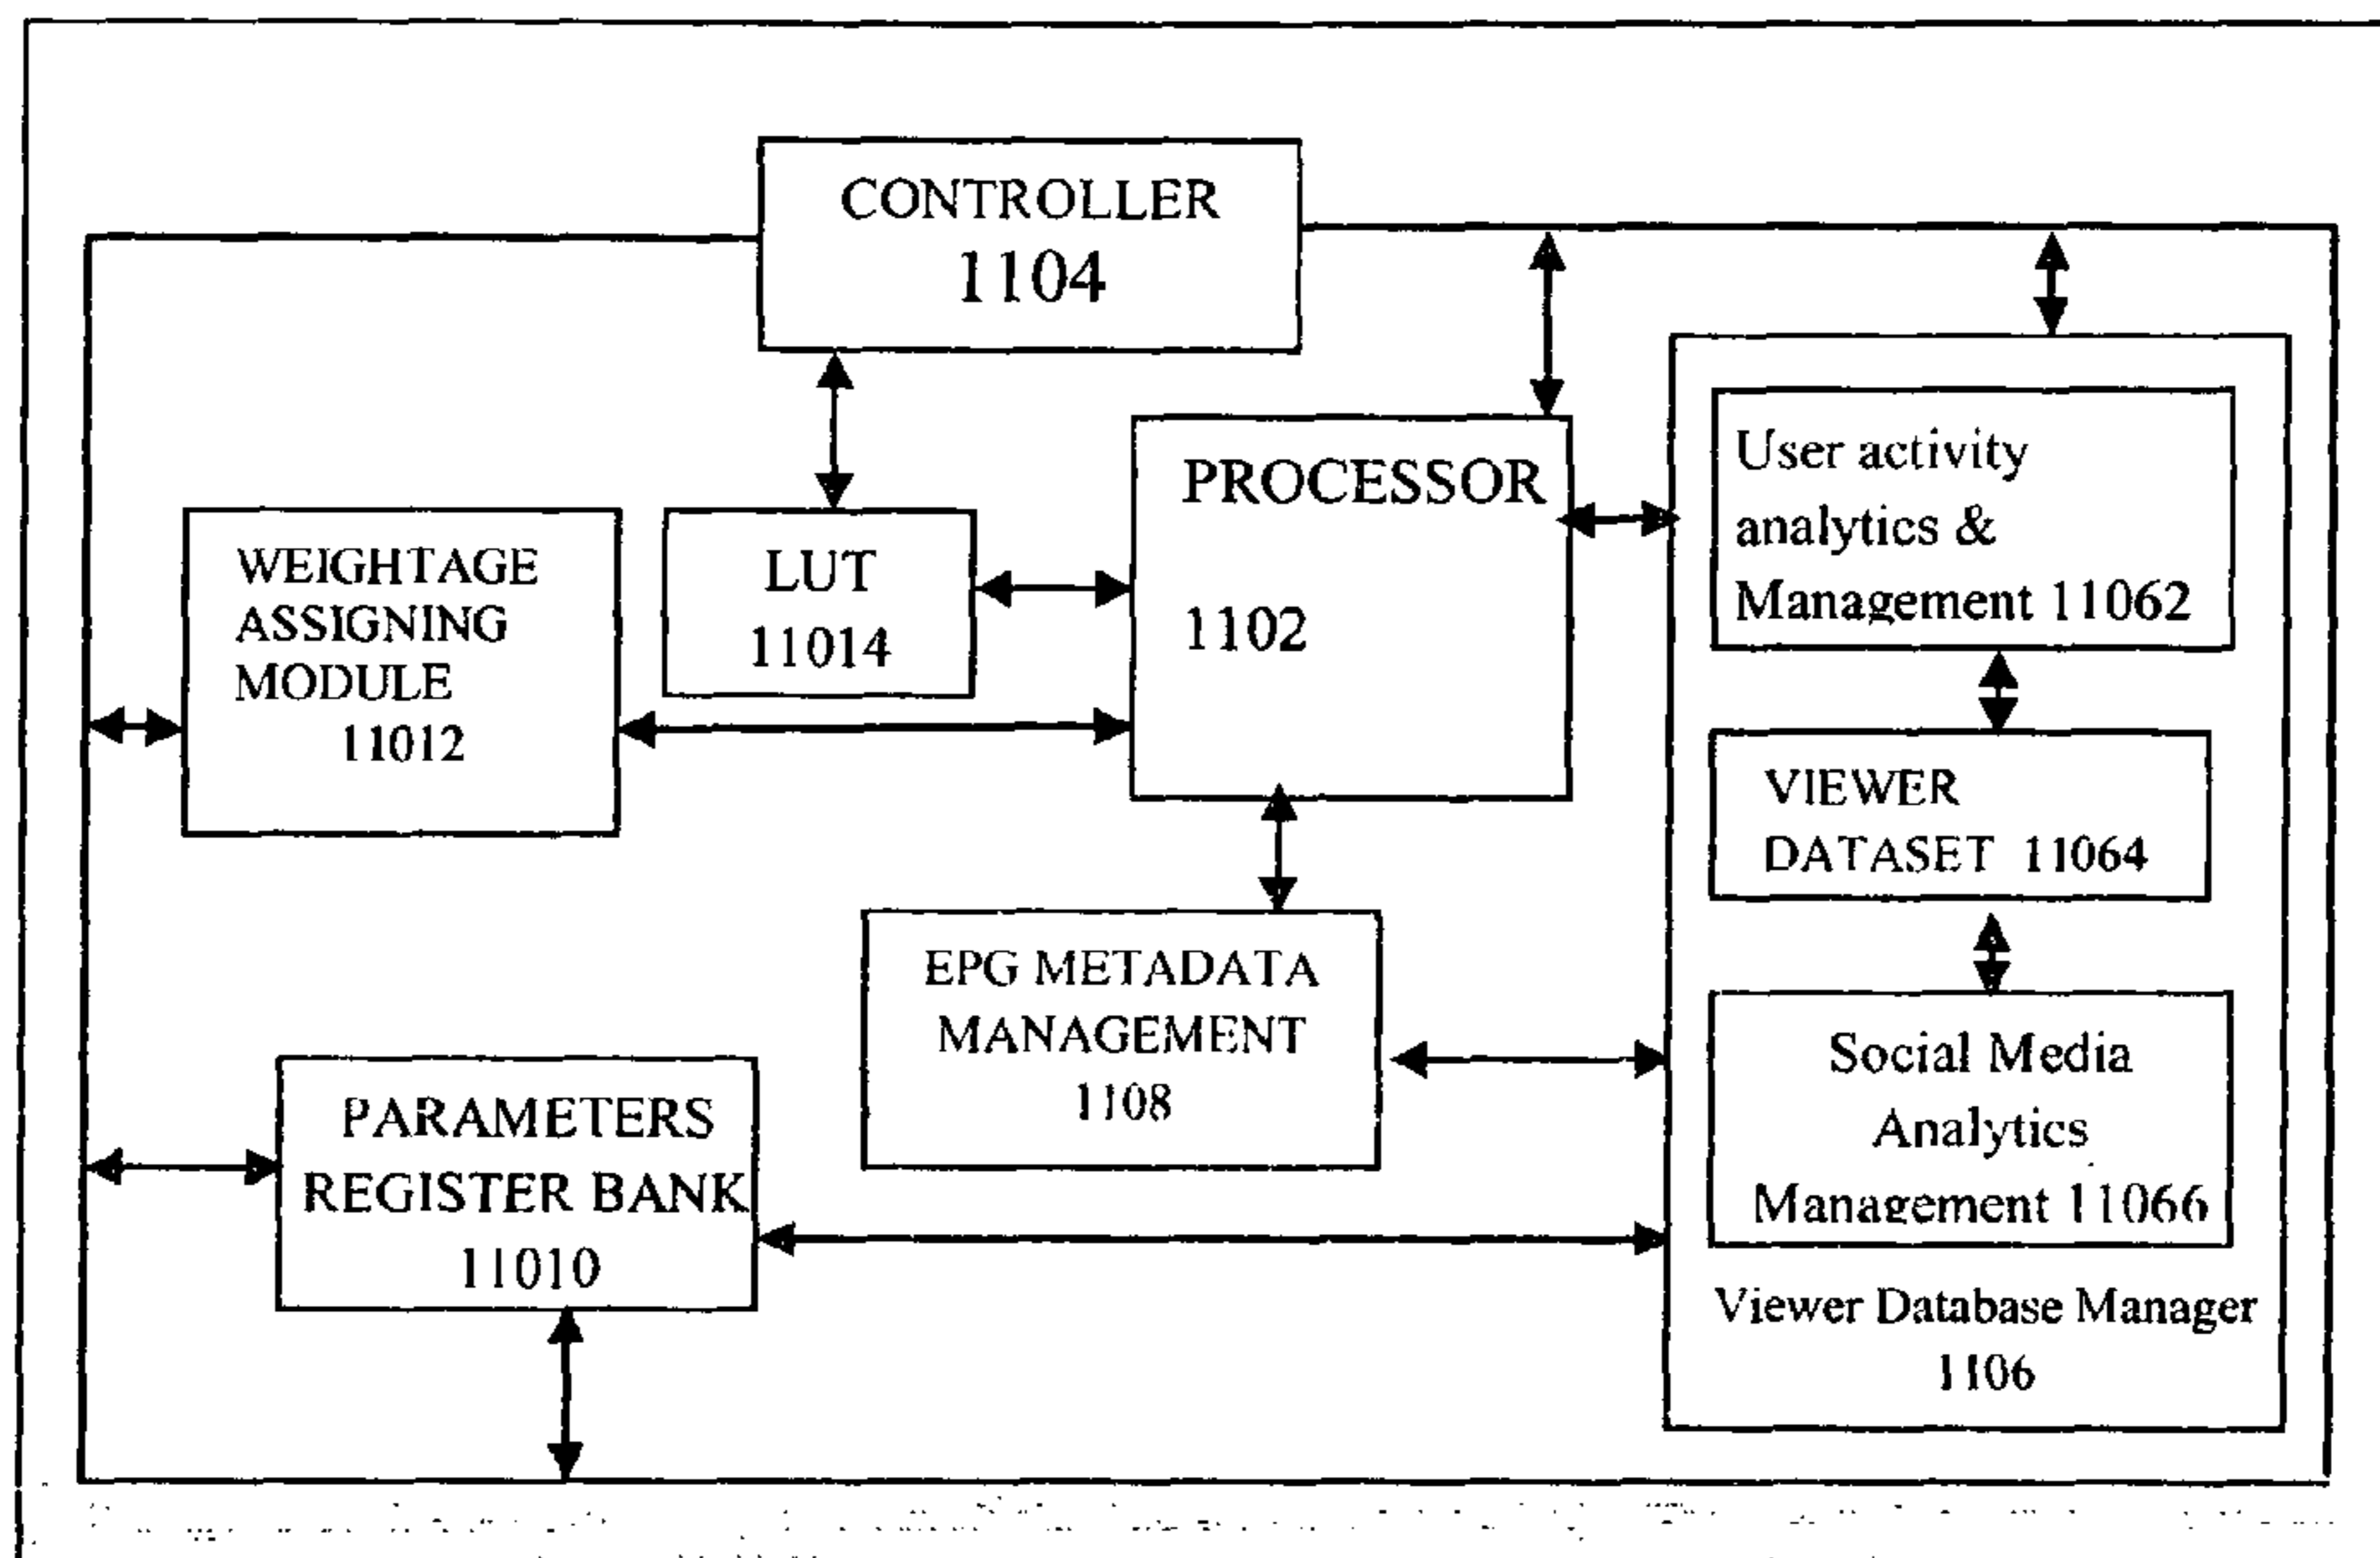 CONTROLLER
1104
WEIGHTAGE
ASSIGNING
MODULE
11012
LUT
11014
PROCESSOR
1102
User activity
analytics &
Management 11062
VIEWER
DATASET 11064
EPG METADATA
MANAGEMENT
1108
Social Media
Analytics
Management 11066
PARAMETERS
REGISTER BANK
11010
Viewer Database Manager
1106